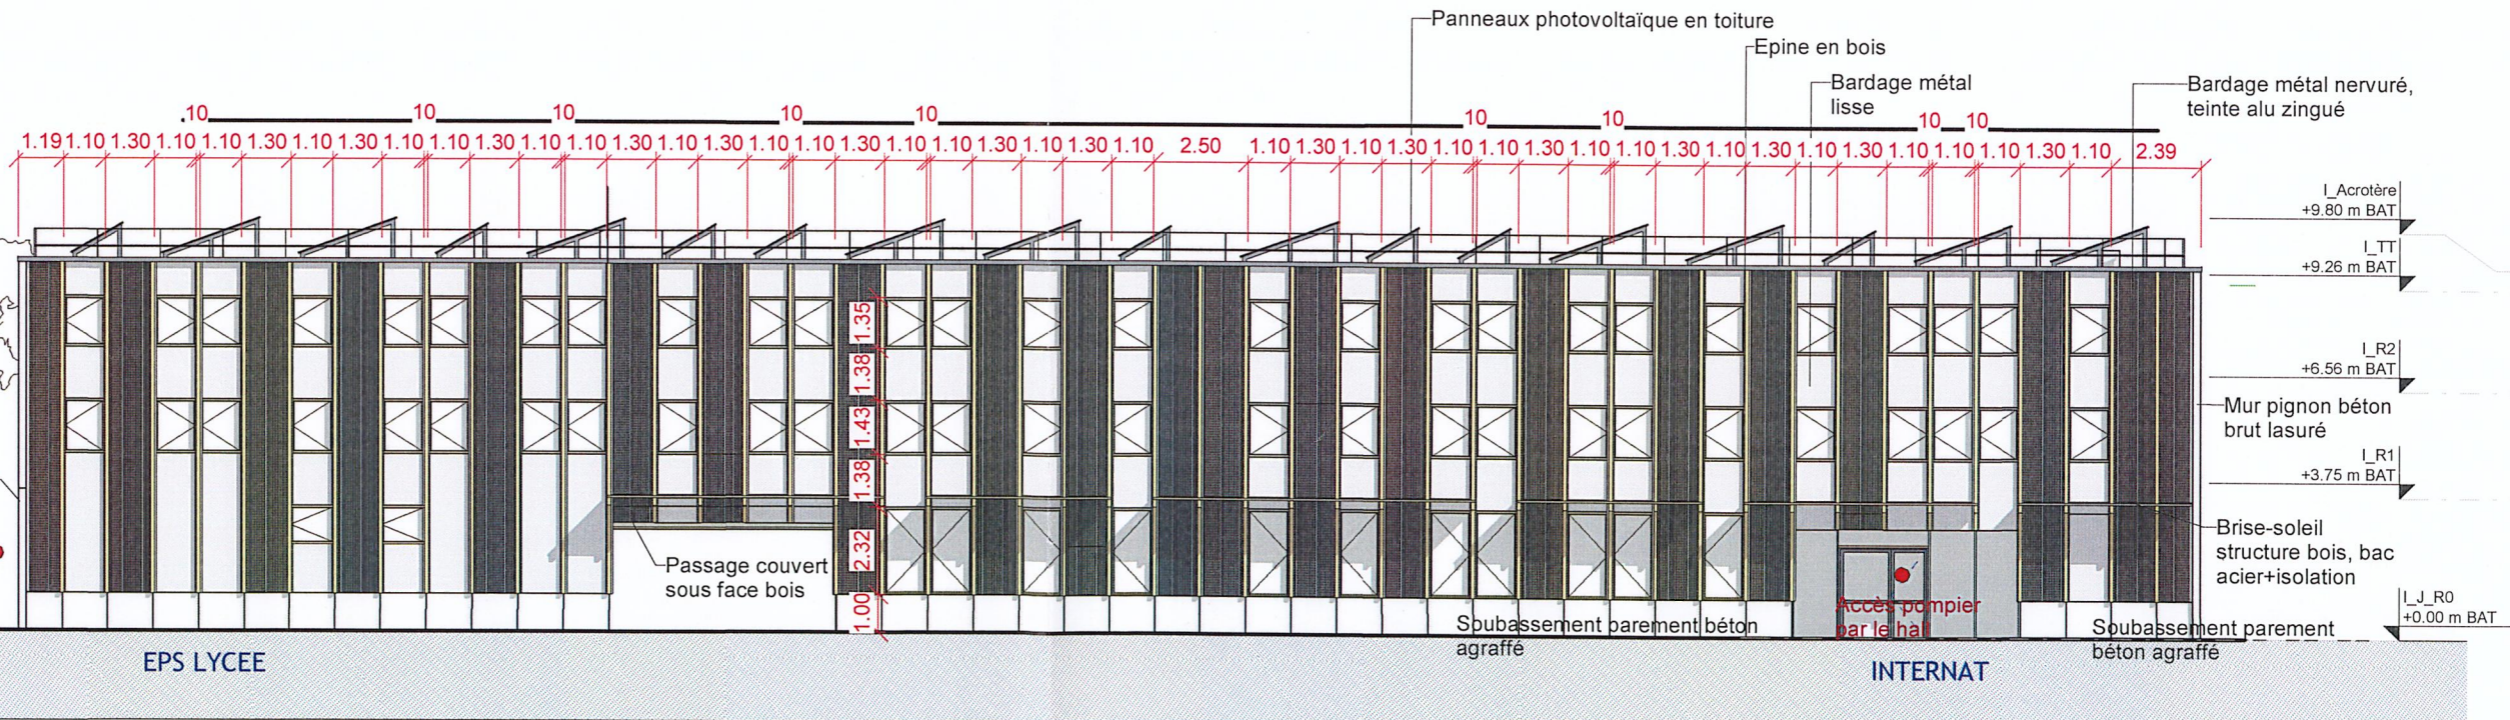 Panneaux photovoltaïque en toiture
Epine en bois
Bardage métal
lisse
Bardage métal nervuré,
teinte alu zingué
10 10 10 10 10 10 10 10 10
1.19 1.10 1.30 1.10 1.10 1.30 1.10 1.30 1.10 1.10 1.30 1.10 1.10 1.30 1.10 1.30 1.10 1.10 1.30 1.10 1.10 1.30 1.10 1.30 1.10 2.50 1.10 1.30 1.10 1.30 1.10 1.10 1.30 1.10 1.10 1.30 1.10 1.30 1.10 1.30 1.10 1.10 1.10 1.30 1.10 2.39
I_Acrotère
+9.80 m BAT
I_TT
+9.26 m BAT
I_R2
+6.56 m BAT
Mur pignon béton
brut lasuré
I_R1
+3.75 m BAT
Brise-soleil
structure bois, bac
acier+isolation
I_J_R0
+0.00 m BAT
1.35
1.38
1.43
1.38
2.32
1.00
Passage couvert
sous face bois
Accès pompier
par le hall
Soubassement parement béton
agraffé
Soubassement parement
béton agraffé
EPS LYCEE
INTERNAT